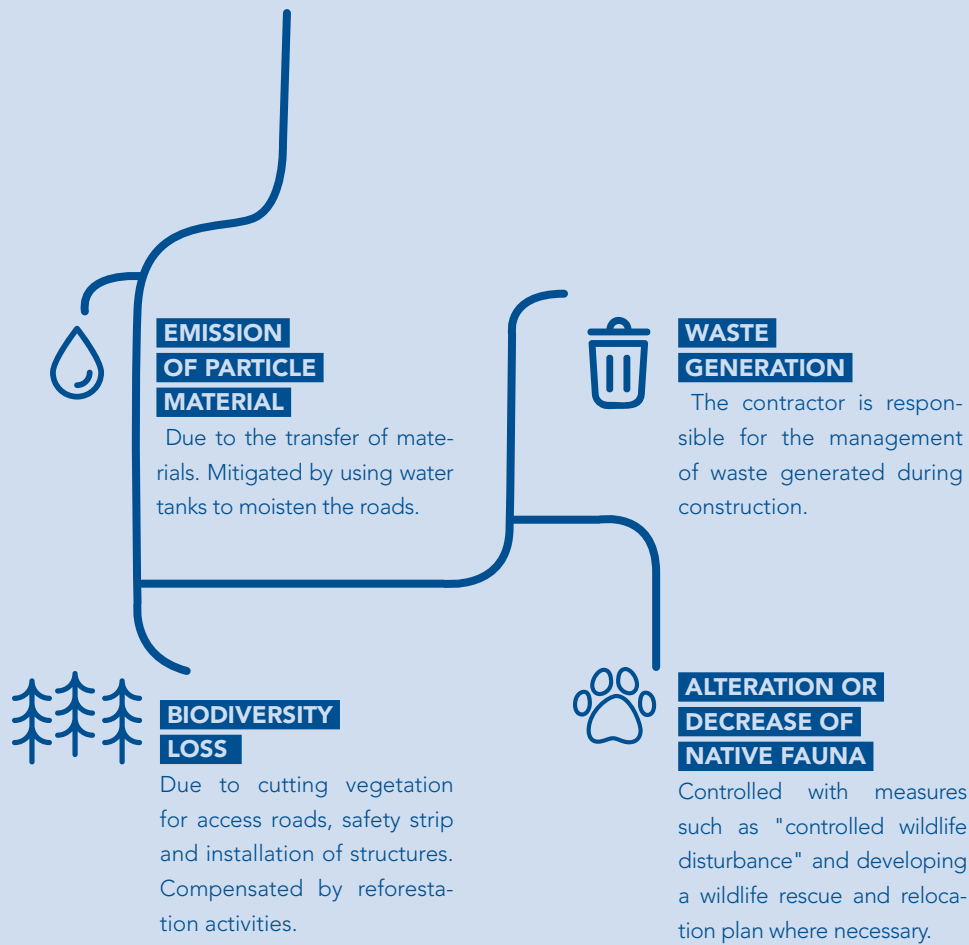 EMISSION
OF PARTICLE
MATERIAL
Due to the transfer of mate-
rials. Mitigated by using water
tanks to moisten the roads.
WASTE
GENERATION
The contractor is respon-
sible for the management
of waste generated during
construction.
BIODIVERSITY
LOSS
Due to cutting vegetation
for access roads, safety strip
and installation of structures.
Compensated by reforesta-
tion activities.
ALTERATION OR
DECREASE OF
NATIVE FAUNA
Controlled with measures
such as "controlled wildlife
disturbance" and developing
a wildlife rescue and reloca-
tion plan where necessary.